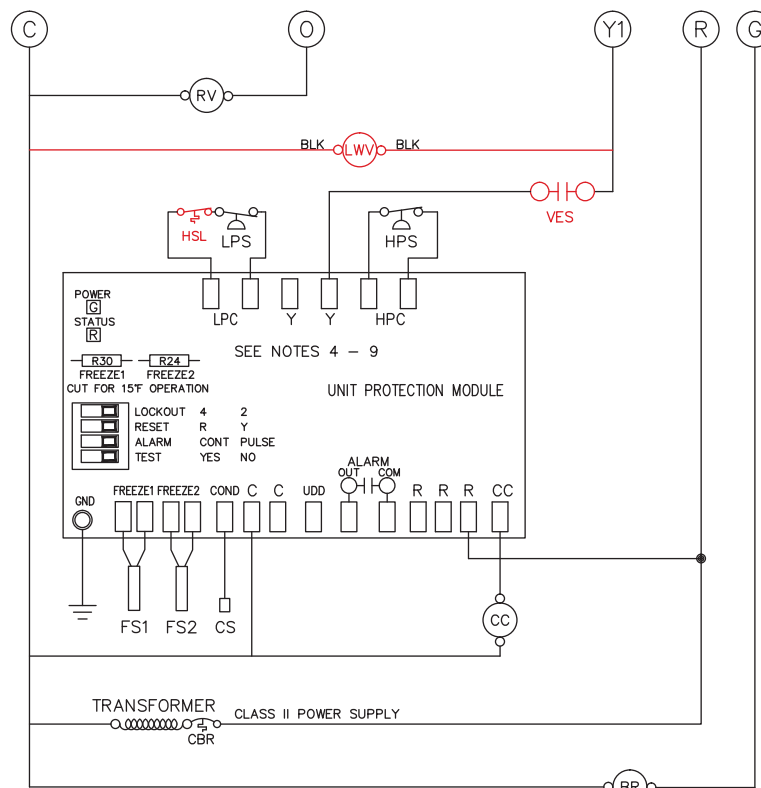 C O Y1 R G
RV
BLK LWV BLK
VES
HSL LPS HPS
POWER
G
STATUS
R
LPC Y Y HPC
SEE NOTES 4 - 9
R30 R24
FREEZE1 FREEZE2
CUT FOR 15°F OPERATION
UNIT PROTECTION MODULE
LOCKOUT 4 2
RESET R Y
ALARM CONT PULSE
TEST YES NO
ALARM
OUT COM
GND FREEZE1 FREEZE2 COND C C UDD R R R CC
CC
FS1 FS2 CS
TRANSFORMER
CLASS II POWER SUPPLY
CBR
BR